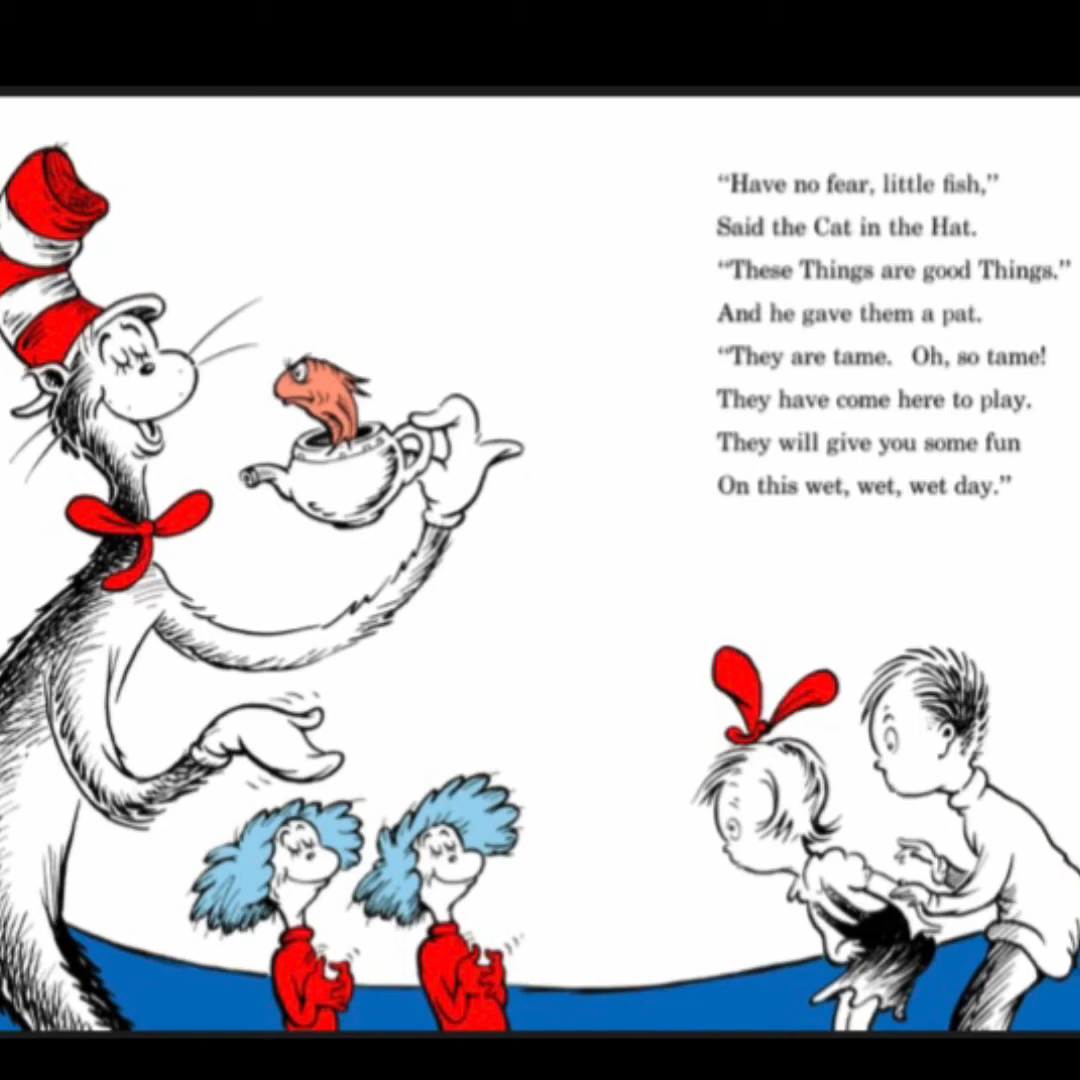 “Have no fear, little fish,”
Said the Cat in the Hat.
“These Things are good Things.”
And he gave them a pat.
“They are tame. Oh, so tame!
They have come here to play.
They will give you some fun
On this wet, wet, wet day.”